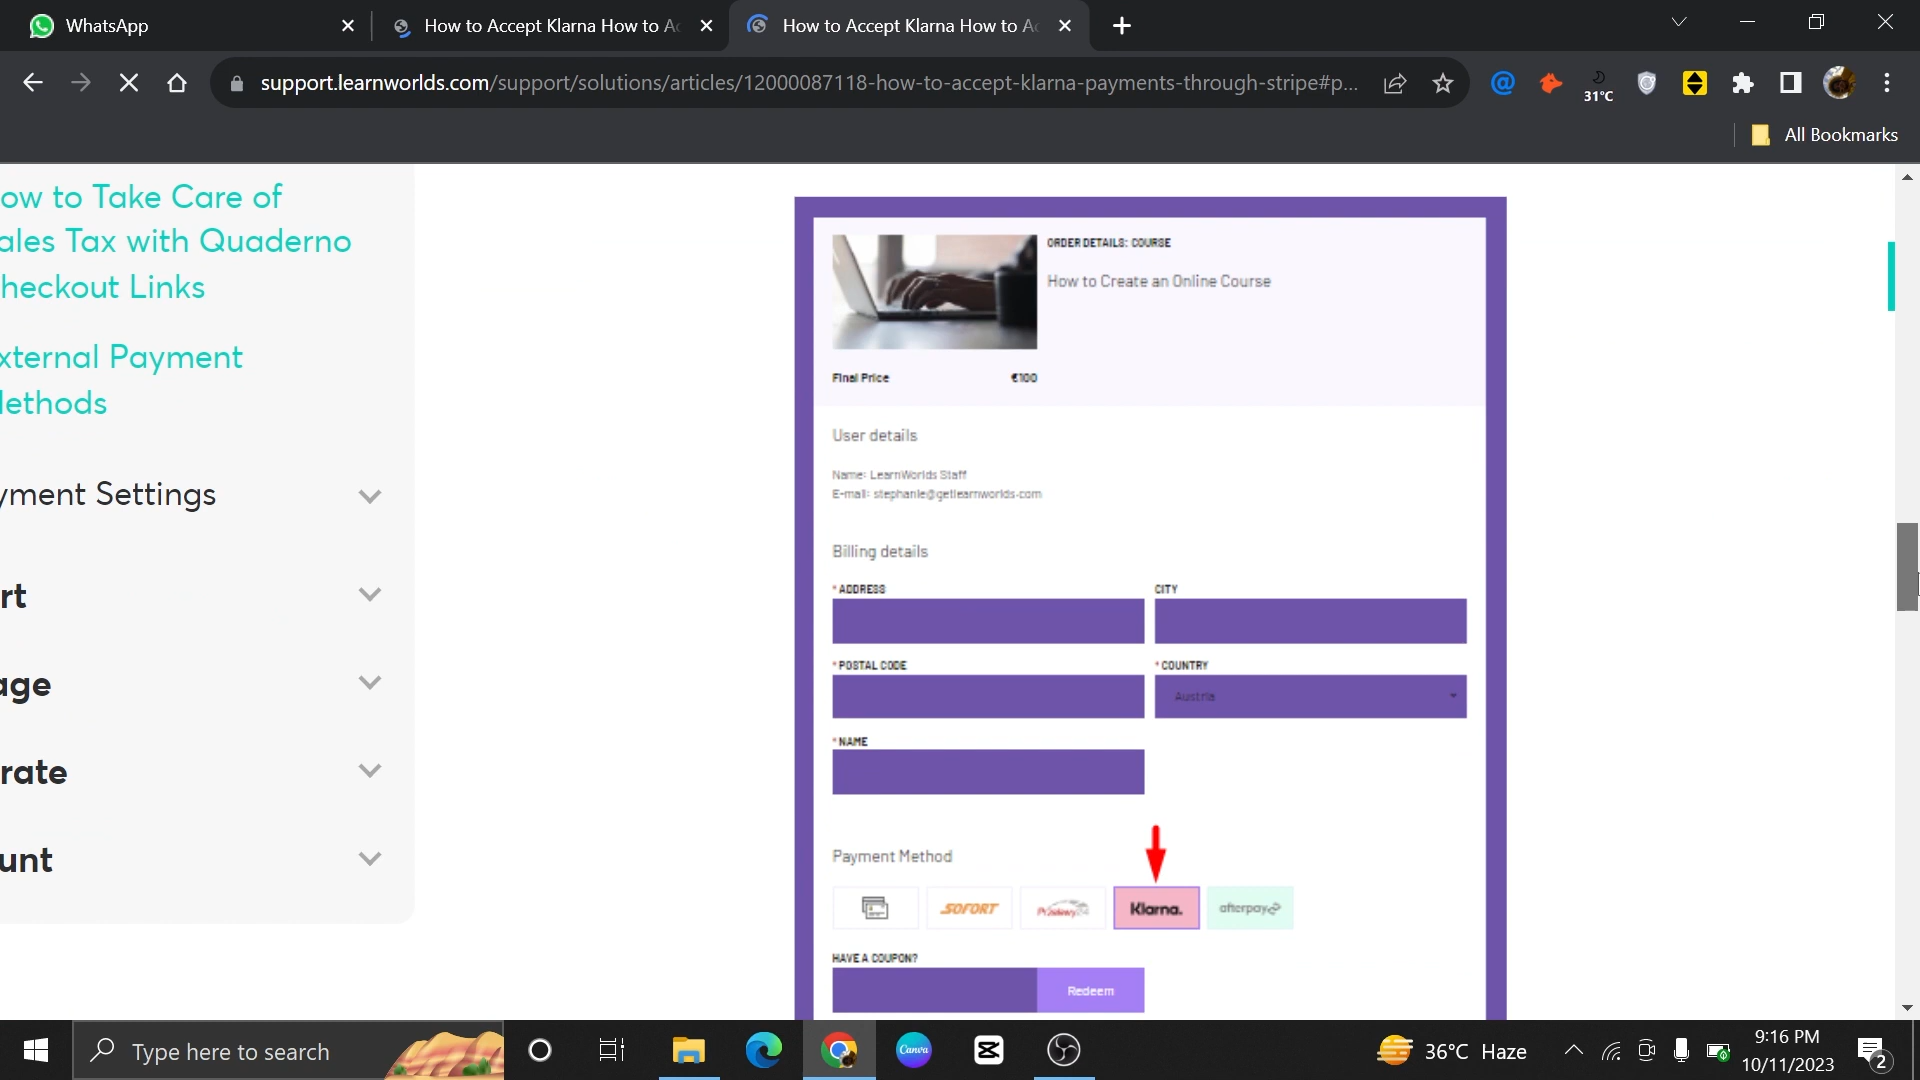 WhatsApp
How to Accept Klarna How to Ac
How to Accept Klarna How to Ac
support.learnworlds.com/support/solutions/articles/12000087118-how-to-accept-klarna-payments-through-stripe#p...
31°C
All Bookmarks
ow to Take Care of
ales Tax with Quaderno
heckout Links
xternal Payment
lethods
yment Settings
rt
age
rate
unt
ORDER DETAILS: COURSE
How to Create an Online Course
Final Price €100
User details
Name: LearnWorlds Staff
E-mail: stephanie@getlearnworlds.com
Billing details
* ADDRESS
CITY
* POSTAL CODE
* COUNTRY
Austria
* NAME
Payment Method
SOFORT
Przelewy24
Klarna.
afterpay
HAVE A COUPON?
Redeem
Type here to search
Canva
36°C Haze
9:16 PM
10/11/2023
2